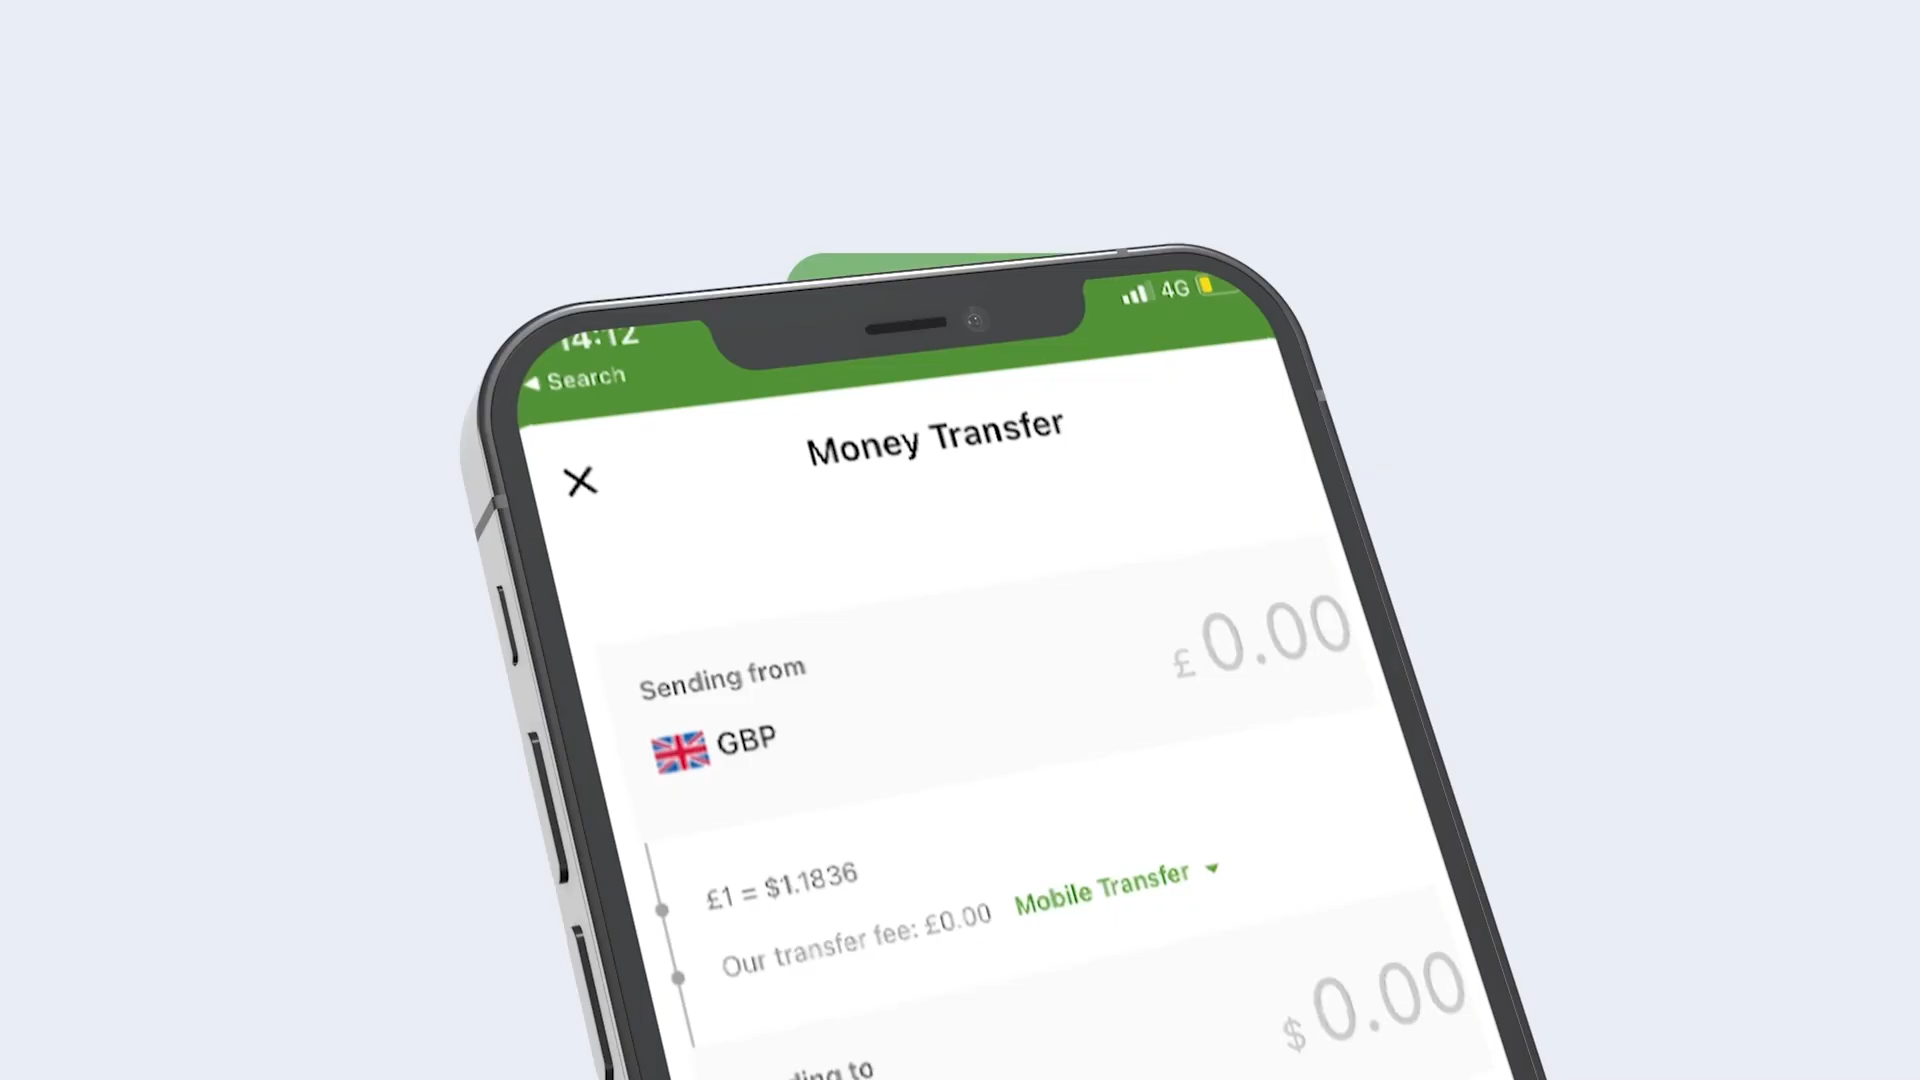 14:12
Search
4G
Money Transfer
£ 0.00
Sending from
GBP
£1 = $1.1836
Our transfer fee: £0.00 Mobile Transfer
$ 0.00
to